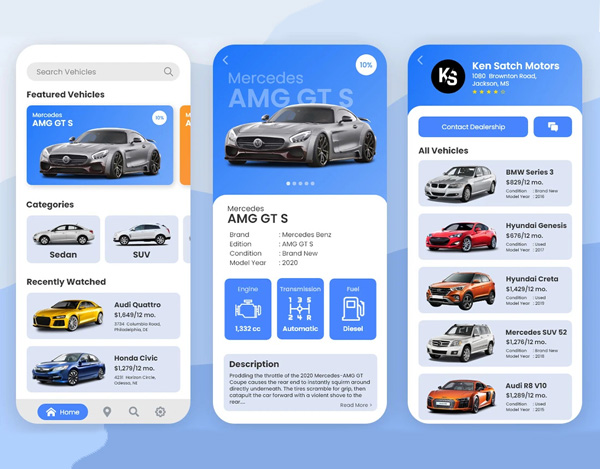 Search Vehicles
Featured Vehicles
Mercedes
AMG GT S
10%
Categories
Sedan
SUV
Recently Watched
Audi Quattro
$1,649/12 mo.
3734 Columbia Road,
Philadelphia, DE
Honda Civic
$1,279/12 mo.
4231 Horizon Circle,
Odessa, NE
Home
10%
Mercedes
AMG GT S
Mercedes
AMG GT S
Brand : Mercedes Benz
Edition : AMG GT S
Condition : Brand New
Model Year : 2020
Engine
1,332 cc
Transmission
1 3 5
2 4 R
Automatic
Fuel
Diesel
Description
Prodding the throttle of the 2020 Mercedes-AMG GT
Coupe causes the rear end to instantly squirm around
directly underneath. The tires scramble for grip, then
catapult the car forward with a violent shove to the
rear....
Read More >
KS
Ken Satch Motors
1080 Brownton Road,
Jackson, MS
Contact Dealership
All Vehicles
BMW Series 3
$829/12 mo.
Condition : Brand New
Model Year : 2018
Hyundai Genesis
$676/12 mo.
Condition : Used
Model Year : 2017
Hyundai Creta
$1,429/12 mo.
Condition : Used
Model Year : 2019
Mercedes SUV 52
$1,276/12 mo.
Condition : Brand New
Model Year : 2018
Audi R8 V10
$1,289/12 mo.
Condition : Used
Model Year : 2015